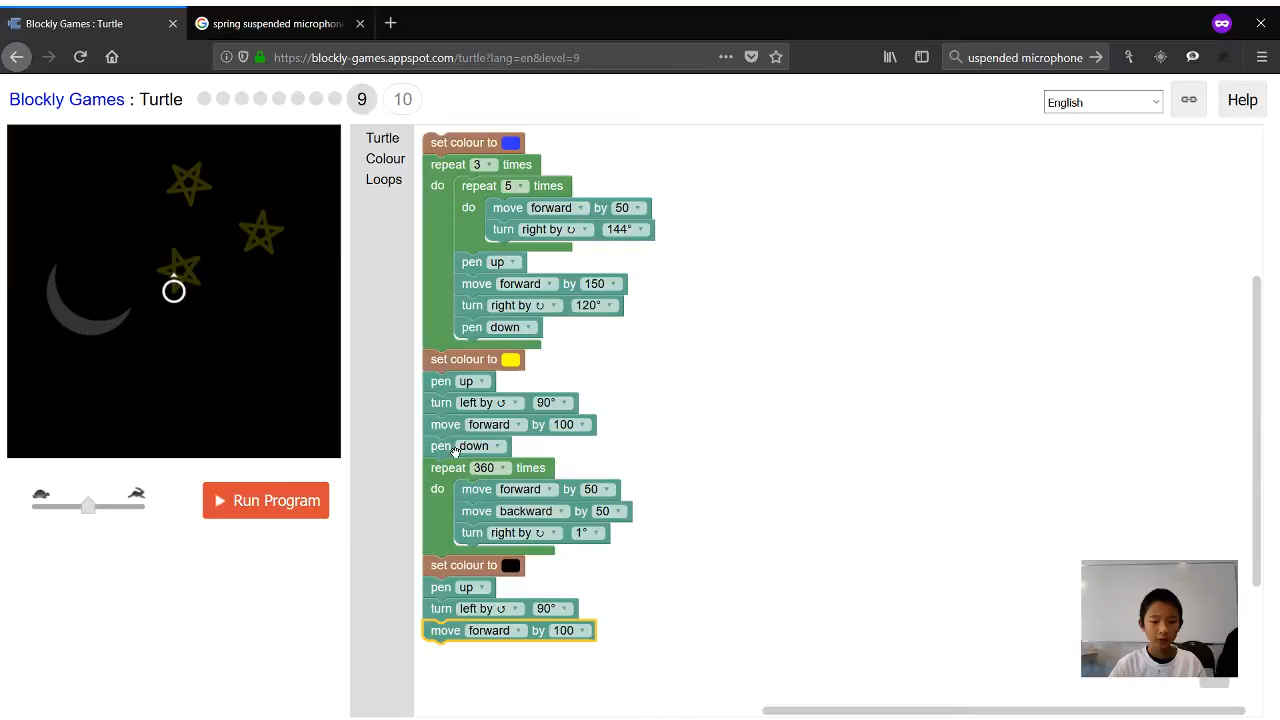 Blockly Games : Turtle
spring suspended microphon
https://blockly-games.appspot.com/turtle?lang=en&level=9
uspended microphone
Blockly Games : Turtle
9
10
English
Help
Turtle
Colour
Loops
set colour to
repeat 3 times
do repeat 5 times
do move forward by 50
turn right by ↻ 144°
pen up
move forward by 150
turn right by ↻ 120°
pen down
set colour to
pen up
turn left by ↺ 90°
move forward by 100
pen down
repeat 360 times
do move forward by 50
move backward by 50
turn right by ↻ 1°
set colour to
pen up
turn left by ↺ 90°
move forward by 100
Run Program